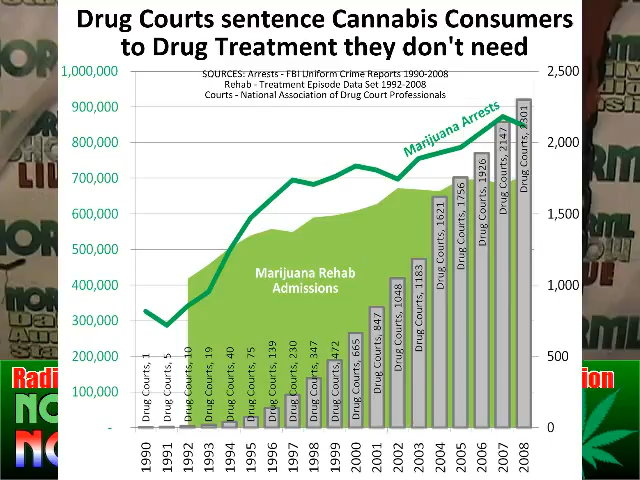 Drug Courts sentence Cannabis Consumers
to Drug Treatment they don't need
SOURCES: Arrests - FBI Uniform Crime Reports 1990-2008
Rehab - Treatment Episode Data Set 1992-2008
Courts - National Association of Drug Court Professionals
1,000,000
900,000
800,000
700,000
600,000
500,000
400,000
300,000
200,000
100,000
-
2,500
2,000
1,500
1,000
500
0
Marijuana Arrests
Marijuana Rehab
Admissions
Drug Courts, 1
Drug Courts, 5
Drug Courts, 10
Drug Courts, 19
Drug Courts, 40
Drug Courts, 75
Drug Courts, 139
Drug Courts, 230
Drug Courts, 347
Drug Courts, 472
Drug Courts, 665
Drug Courts, 847
Drug Courts, 1048
Drug Courts, 1183
Drug Courts, 1621
Drug Courts, 1756
Drug Courts, 1926
Drug Courts, 2147
Drug Courts, 2301
1990
1991
1992
1993
1994
1995
1996
1997
1998
1999
2000
2001
2002
2003
2004
2005
2006
2007
2008